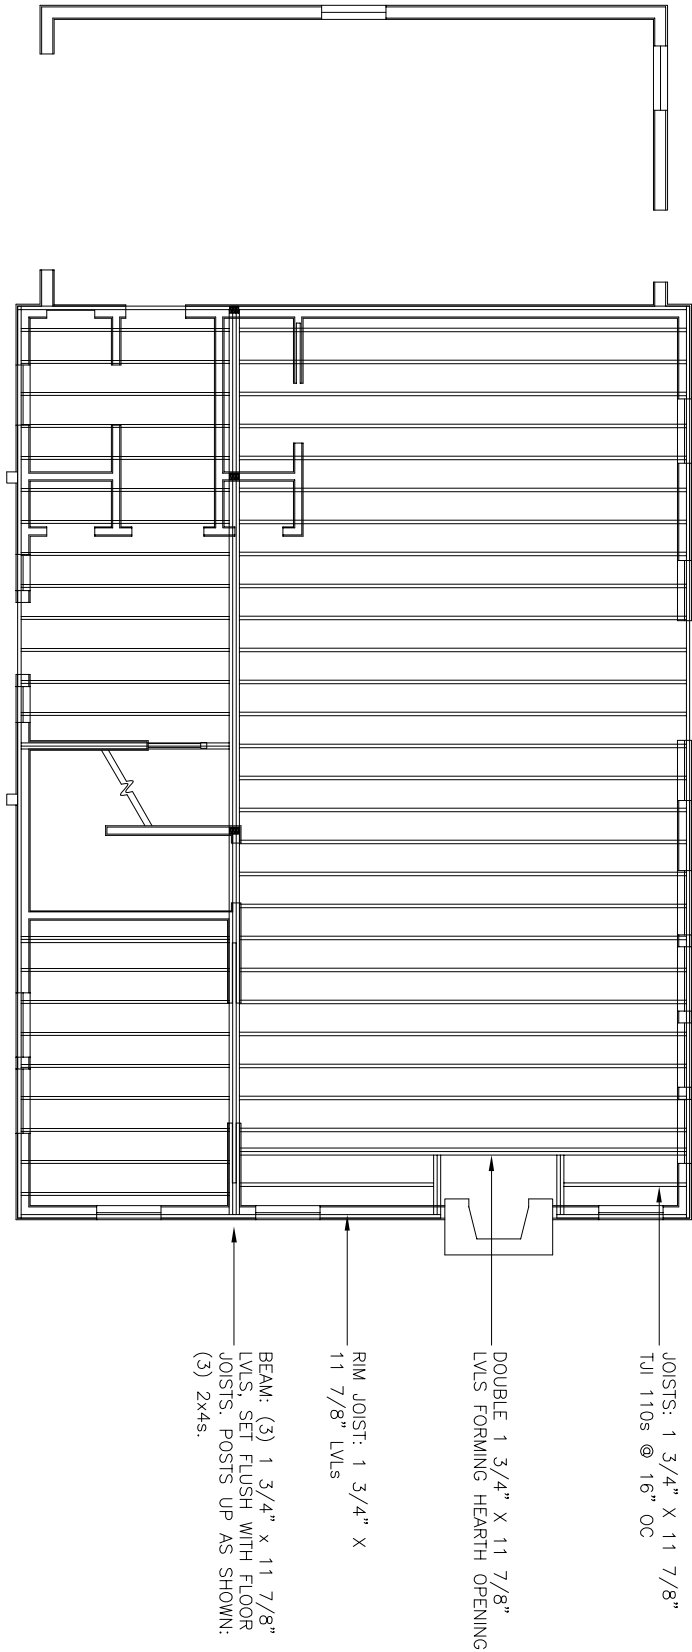 JOISTS: 1 3/4" X 11 7/8"
TJI 110s @ 16" OC
DOUBLE 1 3/4" X 11 7/8"
LVLS FORMING HEARTH OPENING
RIM JOIST: 1 3/4" X
11 7/8" LVLs
BEAM: (3) 1 3/4" x 11 7/8"
LVLS, SET FLUSH WITH FLOOR
JOISTS. POSTS UP AS SHOWN:
(3) 2x4s.